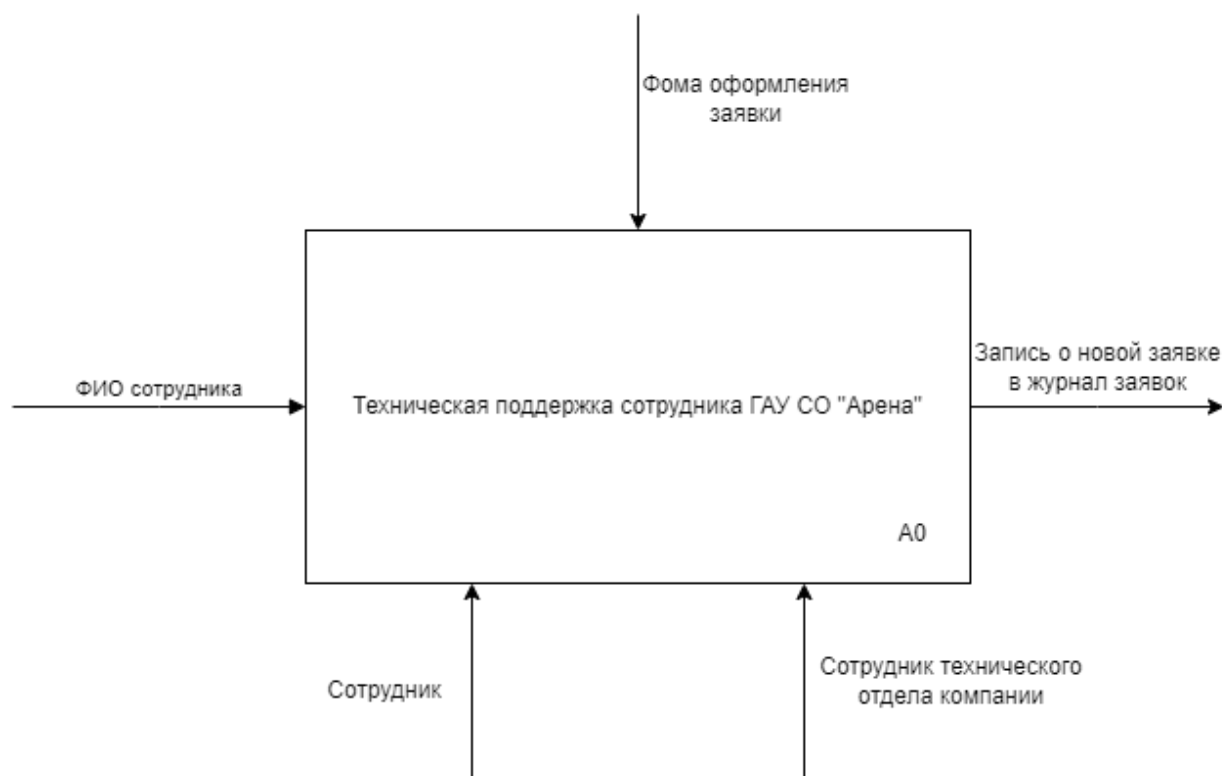 Фома оформления
заявки
Запись о новой заявке
в журнал заявок
ФИО сотрудника
Техническая поддержка сотрудника ГАУ СО "Арена"
А0
Сотрудник
Сотрудник технического
отдела компании